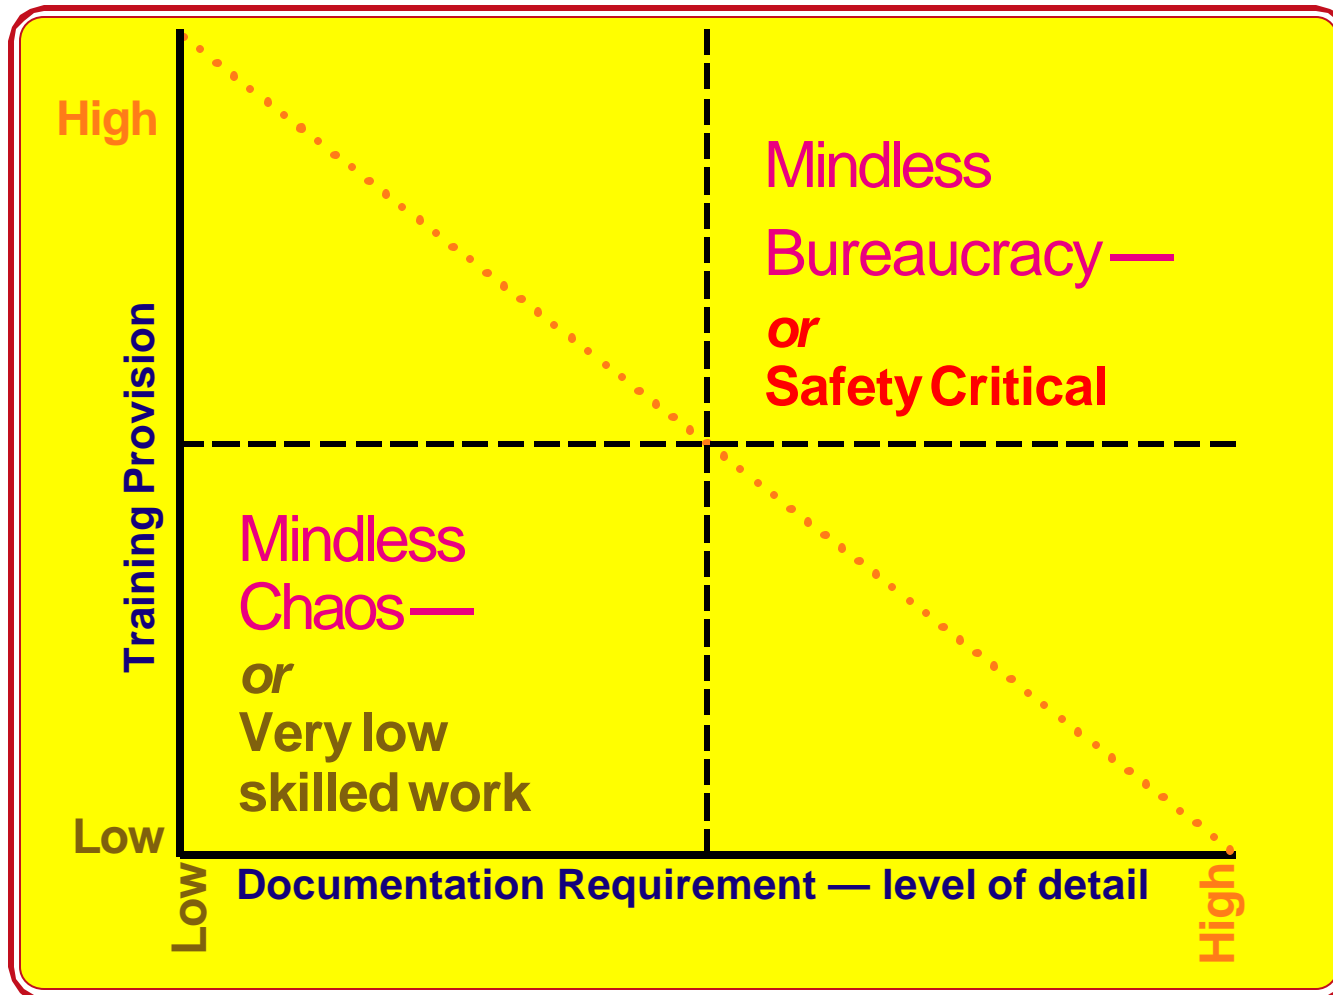 High
Mindless
Bureaucracy —
or
Safety Critical
Training Provision
Mindless
Chaos —
or
Very low
skilled work
Low
Low
Documentation Requirement — level of detail
High